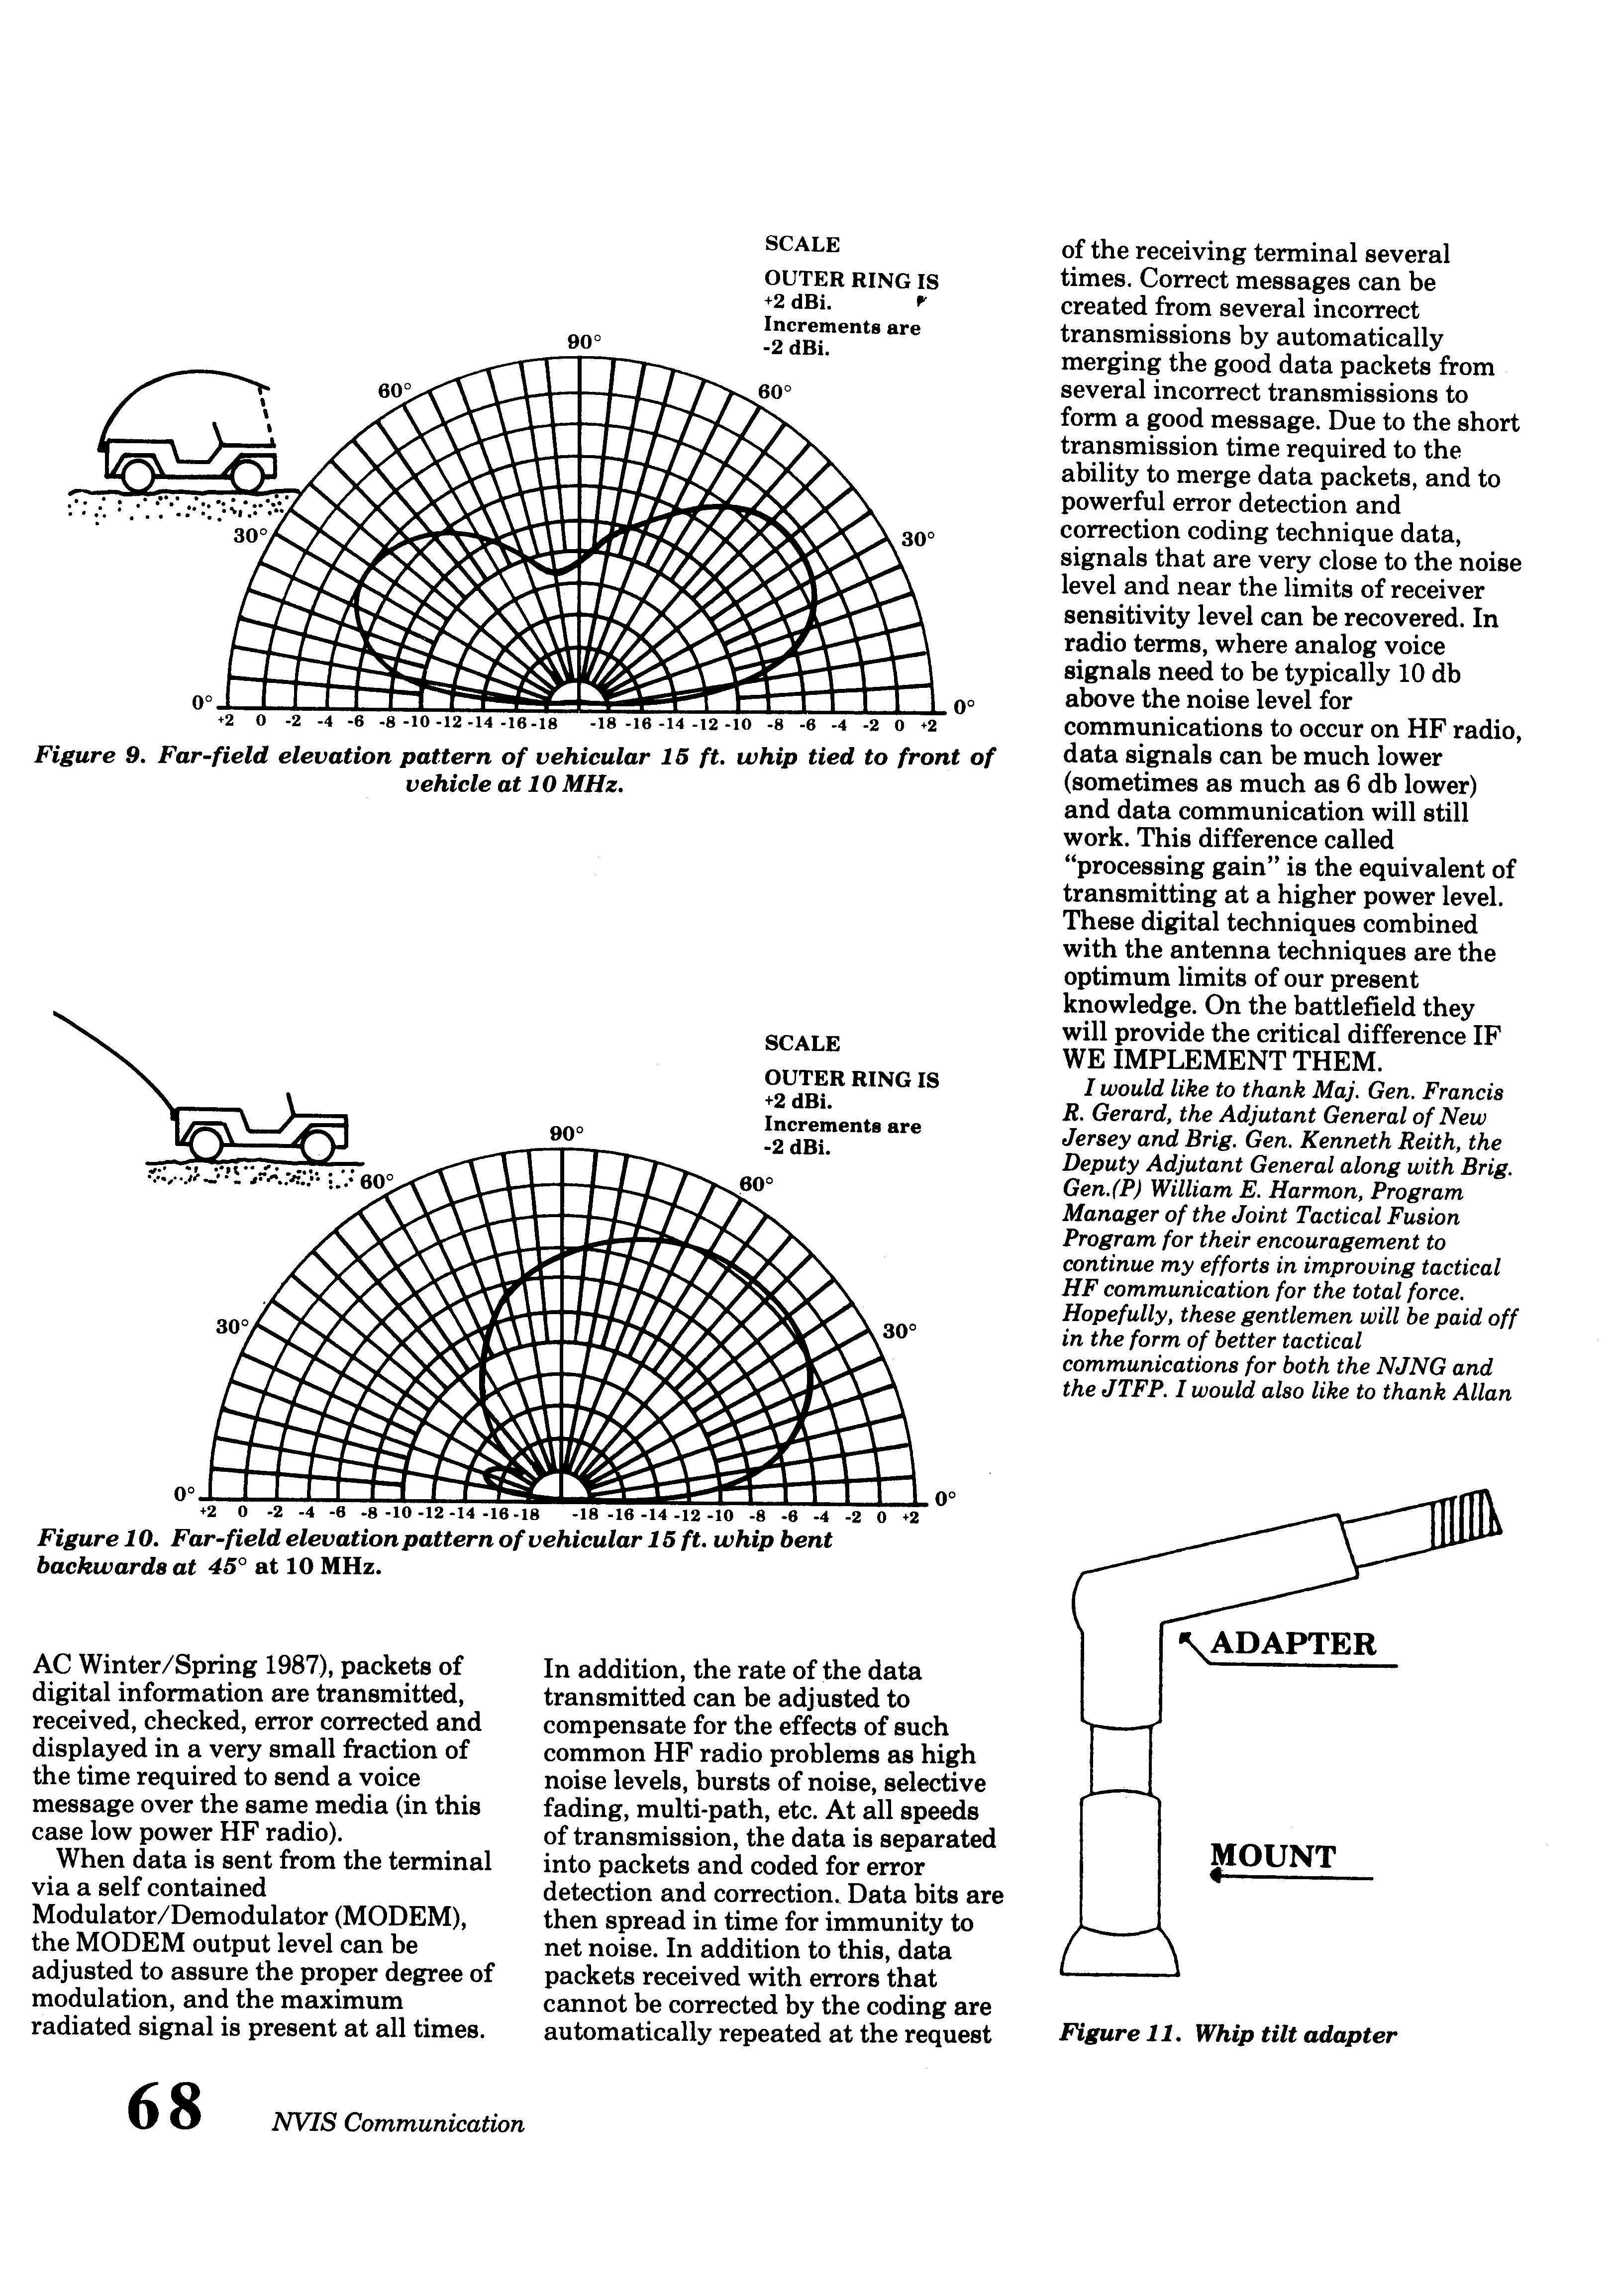 SCALE
OUTER RING IS
+2 dBi.
Increments are
-2 dBi.
90°
60°
60°
30°
30°
0°
0°
+2 0 -2 -4 -6 -8 -10 -12 -14 -16 -18 -18 -16 -14 -12 -10 -8 -6 -4 -2 0 +2
Figure 9. Far-field elevation pattern of vehicular 15 ft. whip tied to front of
vehicle at 10 MHz.
SCALE
OUTER RING IS
+2 dBi.
Increments are
-2 dBi.
90°
60°
60°
30°
30°
0°
0°
+2 0 -2 -4 -6 -8 -10 -12 -14 -16 -18 -18 -16 -14 -12 -10 -8 -6 -4 -2 0 +2
Figure 10. Far-field elevation pattern of vehicular 15 ft. whip bent
backwards at 45° at 10 MHz.
AC Winter/Spring 1987), packets of
digital information are transmitted,
received, checked, error corrected and
displayed in a very small fraction of
the time required to send a voice
message over the same media (in this
case low power HF radio).
When data is sent from the terminal
via a self contained
Modulator/Demodulator (MODEM),
the MODEM output level can be
adjusted to assure the proper degree of
modulation, and the maximum
radiated signal is present at all times.
In addition, the rate of the data
transmitted can be adjusted to
compensate for the effects of such
common HF radio problems as high
noise levels, bursts of noise, selective
fading, multi-path, etc. At all speeds
of transmission, the data is separated
into packets and coded for error
detection and correction. Data bits are
then spread in time for immunity to
net noise. In addition to this, data
packets received with errors that
cannot be corrected by the coding are
automatically repeated at the request
of the receiving terminal several
times. Correct messages can be
created from several incorrect
transmissions by automatically
merging the good data packets from
several incorrect transmissions to
form a good message. Due to the short
transmission time required to the
ability to merge data packets, and to
powerful error detection and
correction coding technique data,
signals that are very close to the noise
level and near the limits of receiver
sensitivity level can be recovered. In
radio terms, where analog voice
signals need to be typically 10 db
above the noise level for
communications to occur on HF radio,
data signals can be much lower
(sometimes as much as 6 db lower)
and data communication will still
work. This difference called
“processing gain” is the equivalent of
transmitting at a higher power level.
These digital techniques combined
with the antenna techniques are the
optimum limits of our present
knowledge. On the battlefield they
will provide the critical difference IF
WE IMPLEMENT THEM.
I would like to thank Maj. Gen. Francis
R. Gerard, the Adjutant General of New
Jersey and Brig. Gen. Kenneth Reith, the
Deputy Adjutant General along with Brig.
Gen.(P) William E. Harmon, Program
Manager of the Joint Tactical Fusion
Program for their encouragement to
continue my efforts in improving tactical
HF communication for the total force.
Hopefully, these gentlemen will be paid off
in the form of better tactical
communications for both the NJNG and
the JTFP. I would also like to thank Allan
ADAPTER
MOUNT
Figure 11. Whip tilt adapter
68 NVIS Communication